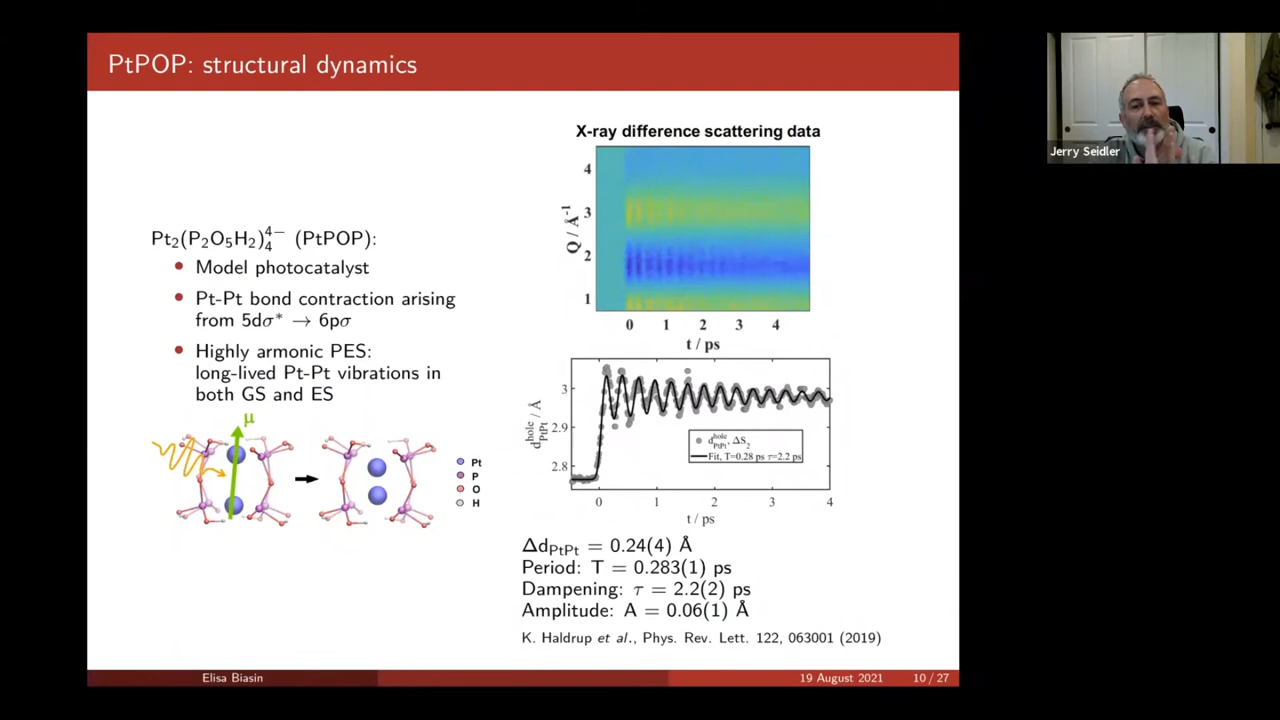 PtPOP: structural dynamics
Jerry Seidler
Pt₂(P₂O₅H₂)₄⁴⁻ (PtPOP):
• Model photocatalyst
• Pt-Pt bond contraction arising
from 5dσ* → 6pσ
• Highly armonic PES:
long-lived Pt-Pt vibrations in
both GS and ES
μ
Pt
P
O
H
X-ray difference scattering data
4
3
2
1
Q / Å⁻¹
0 1 2 3 4
t / ps
3
2.9
2.8
d_PtPt^hole / Å
d_PtPt^hole, ΔS₂
Fit, T=0.28 ps τ=2.2 ps
0 1 2 3 4
t / ps
Δd_PtPt = 0.24(4) Å
Period: T = 0.283(1) ps
Dampening: τ = 2.2(2) ps
Amplitude: A = 0.06(1) Å
K. Haldrup et al., Phys. Rev. Lett. 122, 063001 (2019)
Elisa Biasin 19 August 2021 10 / 27